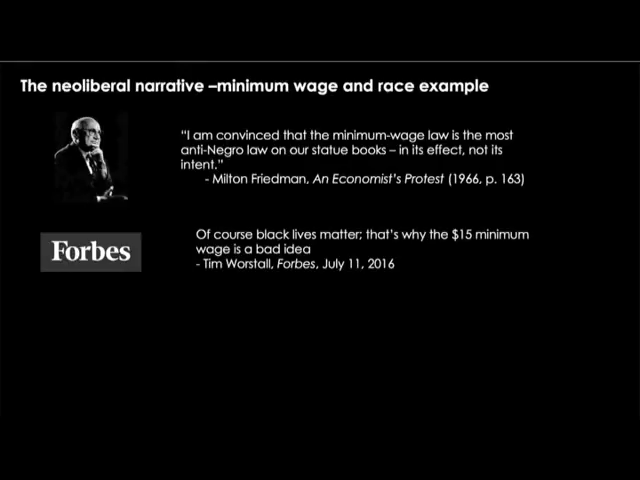 The neoliberal narrative –minimum wage and race example
“I am convinced that the minimum-wage law is the most
anti-Negro law on our statue books – in its effect, not its
intent.”
- Milton Friedman, An Economist’s Protest (1966, p. 163)
Forbes
Of course black lives matter; that’s why the $15 minimum
wage is a bad idea
- Tim Worstall, Forbes, July 11, 2016